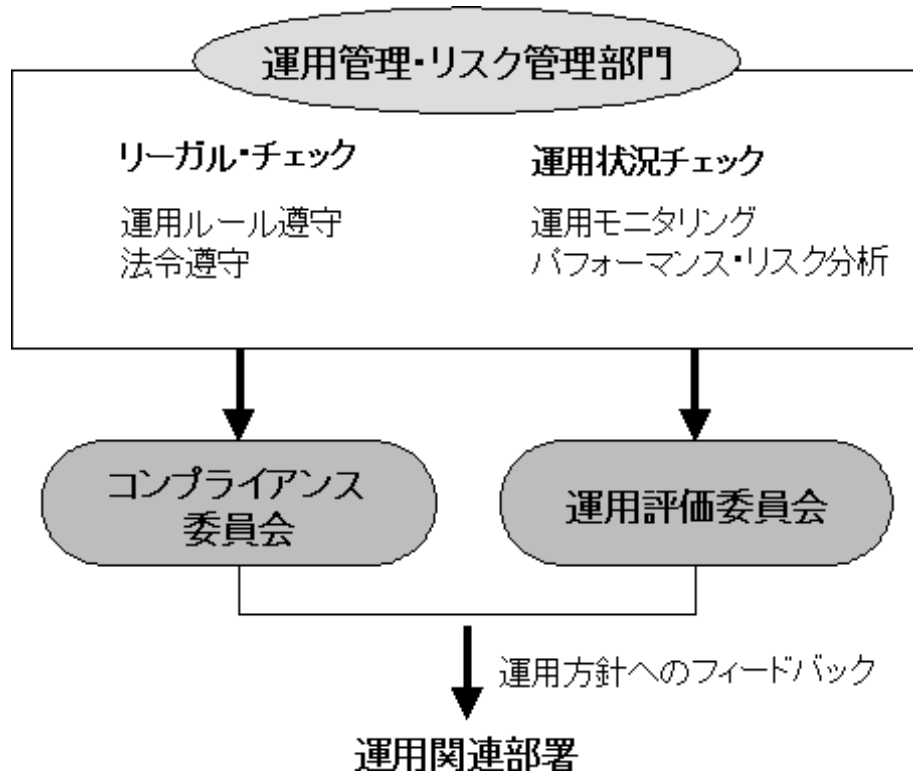 運用管理・リスク管理部門
リーガル・チェック
運用ルール遵守
法令遵守
運用状況チェック
運用モニタリング
パフォーマンス・リスク分析
コンプライアンス
委員会
運用評価委員会
運用方針へのフィードバック
運用関連部署